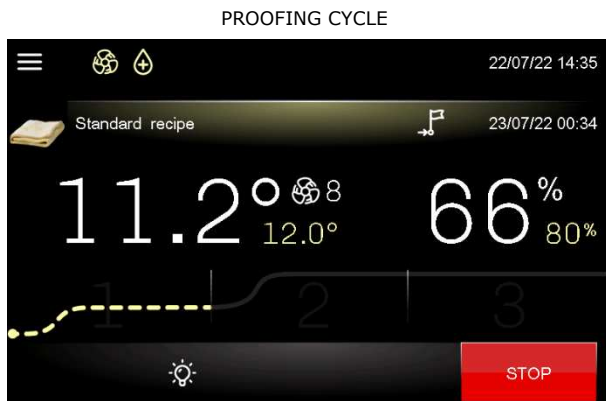 PROOFING CYCLE
22/07/22 14:35
Standard recipe
23/07/22 00:34
11.2° 8 66%
12.0° 80%
1 2 3
STOP